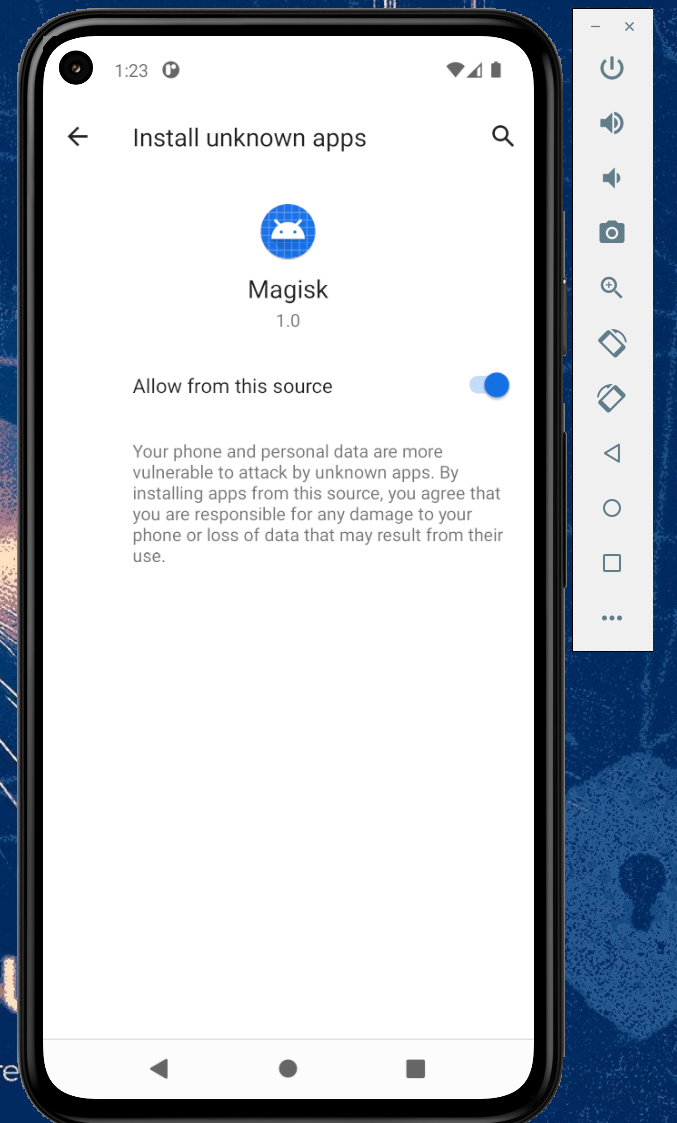 1:23
Install unknown apps
Magisk
1.0
Allow from this source
Your phone and personal data are more
vulnerable to attack by unknown apps. By
installing apps from this source, you agree that
you are responsible for any damage to your
phone or loss of data that may result from their
use.